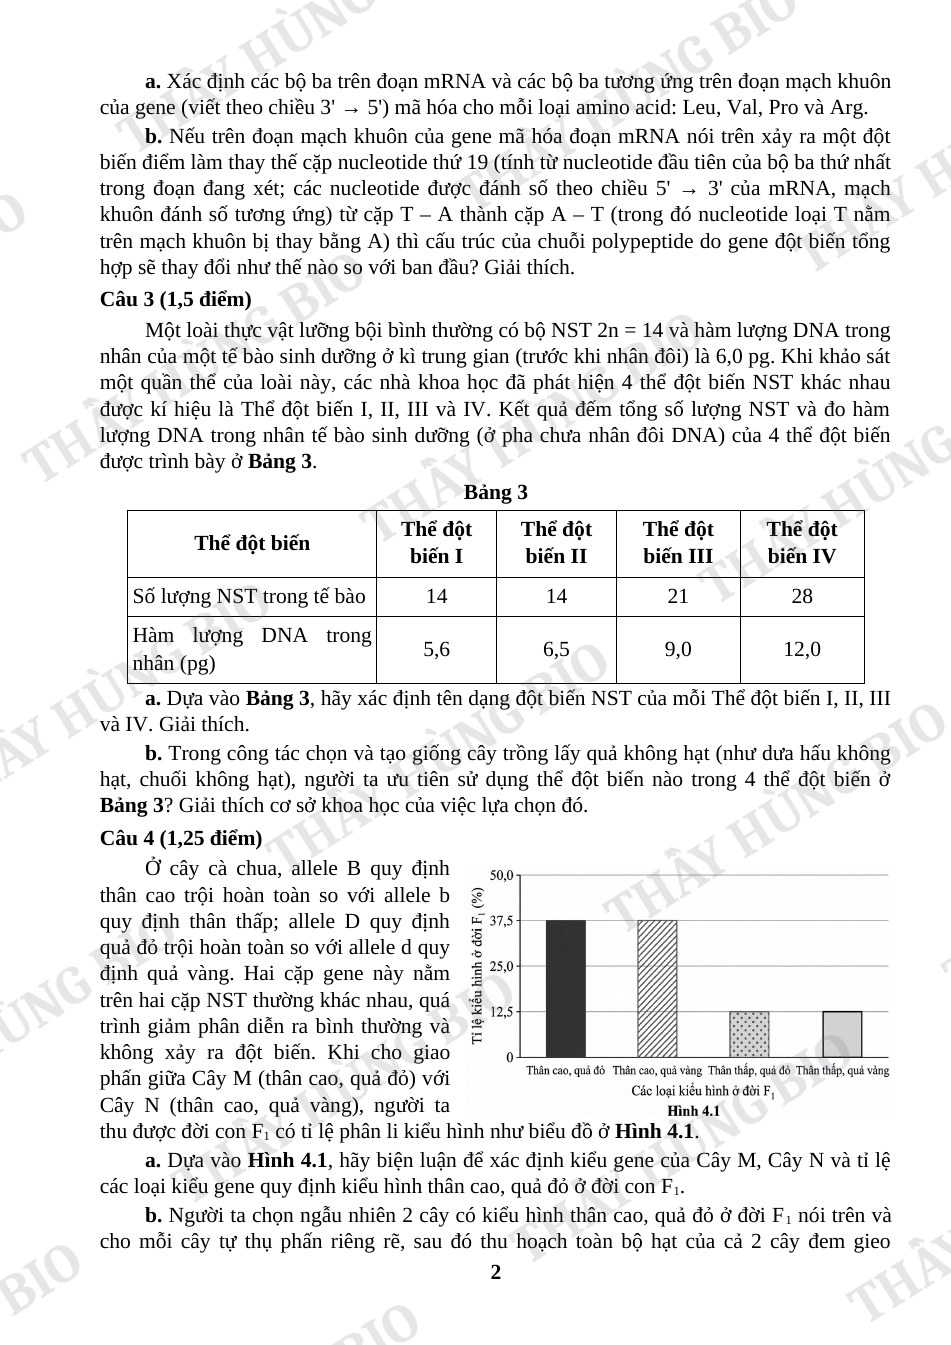 a. Xác định các bộ ba trên đoạn mRNA và các bộ ba tương ứng trên đoạn mạch khuôn
của gene (viết theo chiều 3' → 5') mã hóa cho mỗi loại amino acid: Leu, Val, Pro và Arg.
b. Nếu trên đoạn mạch khuôn của gene mã hóa đoạn mRNA nói trên xảy ra một đột
biến điểm làm thay thế cặp nucleotide thứ 19 (tính từ nucleotide đầu tiên của bộ ba thứ nhất
trong đoạn đang xét; các nucleotide được đánh số theo chiều 5' → 3' của mRNA, mạch
khuôn đánh số tương ứng) từ cặp T – A thành cặp A – T (trong đó nucleotide loại T nằm
trên mạch khuôn bị thay bằng A) thì cấu trúc của chuỗi polypeptide do gene đột biến tổng
hợp sẽ thay đổi như thế nào so với ban đầu? Giải thích.
Câu 3 (1,5 điểm)
Một loài thực vật lưỡng bội bình thường có bộ NST 2n = 14 và hàm lượng DNA trong
nhân của một tế bào sinh dưỡng ở kì trung gian (trước khi nhân đôi) là 6,0 pg. Khi khảo sát
một quần thể của loài này, các nhà khoa học đã phát hiện 4 thể đột biến NST khác nhau
được kí hiệu là Thể đột biến I, II, III và IV. Kết quả đếm tổng số lượng NST và đo hàm
lượng DNA trong nhân tế bào sinh dưỡng (ở pha chưa nhân đôi DNA) của 4 thể đột biến
được trình bày ở Bảng 3.
Bảng 3
Thể đột biến
Thể đột biến I
Thể đột biến II
Thể đột biến III
Thể đột biến IV
Số lượng NST trong tế bào 14 14 21 28
Hàm lượng DNA trong
nhân (pg) 5,6 6,5 9,0 12,0
a. Dựa vào Bảng 3, hãy xác định tên dạng đột biến NST của mỗi Thể đột biến I, II, III
và IV. Giải thích.
b. Trong công tác chọn và tạo giống cây trồng lấy quả không hạt (như dưa hấu không
hạt, chuối không hạt), người ta ưu tiên sử dụng thể đột biến nào trong 4 thể đột biến ở
Bảng 3? Giải thích cơ sở khoa học của việc lựa chọn đó.
Câu 4 (1,25 điểm)
Ở cây cà chua, allele B quy định
thân cao trội hoàn toàn so với allele b
quy định thân thấp; allele D quy định
quả đỏ trội hoàn toàn so với allele d quy
định quả vàng. Hai cặp gene này nằm
trên hai cặp NST thường khác nhau, quá
trình giảm phân diễn ra bình thường và
không xảy ra đột biến. Khi cho giao
phấn giữa Cây M (thân cao, quả đỏ) với
Cây N (thân cao, quả vàng), người ta
thu được đời con F1 có tỉ lệ phân li kiểu hình như biểu đồ ở Hình 4.1.
Tỉ lệ kiểu hình ở đời F1 (%)
50,0
37,5
25,0
12,5
0
Thân cao, quả đỏ Thân cao, quả vàng Thân thấp, quả đỏ Thân thấp, quả vàng
Các loại kiểu hình ở đời F1
Hình 4.1
a. Dựa vào Hình 4.1, hãy biện luận để xác định kiểu gene của Cây M, Cây N và tỉ lệ
các loại kiểu gene quy định kiểu hình thân cao, quả đỏ ở đời con F1.
b. Người ta chọn ngẫu nhiên 2 cây có kiểu hình thân cao, quả đỏ ở đời F1 nói trên và
cho mỗi cây tự thụ phấn riêng rẽ, sau đó thu hoạch toàn bộ hạt của cả 2 cây đem gieo
2
THẦY HÙNG BIO